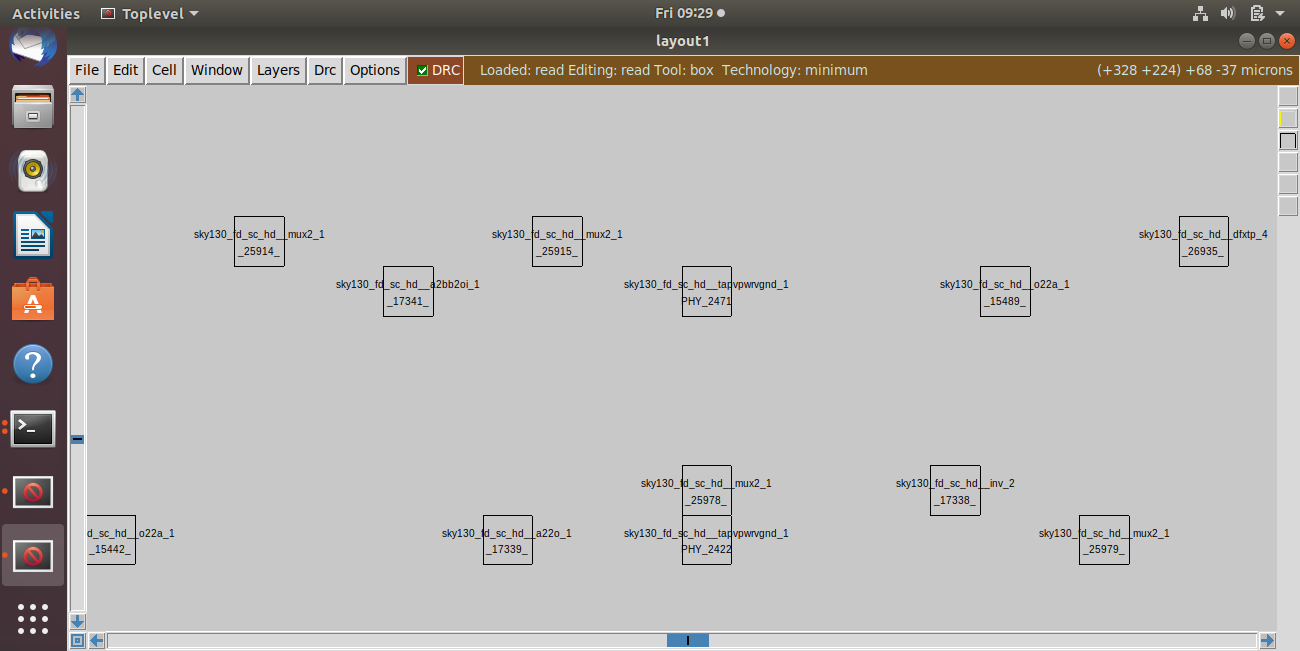 Activities Toplevel Fri 09:29
layout1
File Edit Cell Window Layers Drc Options DRC Loaded: read Editing: read Tool: box Technology: minimum (+328 +224) +68 -37 microns
sky130_fd_sc_hd__mux2_1 sky130_fd_sc_hd__mux2_1 sky130_fd_sc_hd__dfxtp_4
_25914_ _25915_ _26935_
sky130_fd_sc_hd__a2bb2oi_1 sky130_fd_sc_hd__tapvpwrvgnd_1 sky130_fd_sc_hd__o22a_1
_17341_ PHY_2471 _15489_
sky130_fd_sc_hd__mux2_1 sky130_fd_sc_hd__inv_2
_25978_ _17338_
d_sc_hd__o22a_1 sky130_fd_sc_hd__a22o_1 sky130_fd_sc_hd__tapvpwrvgnd_1 sky130_fd_sc_hd__mux2_1
_15442_ _17339_ PHY_2422 _25979_